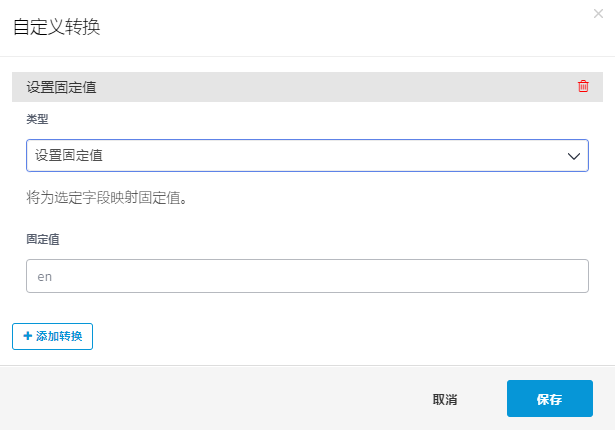 自定义转换
设置固定值
类型
设置固定值
将为选定字段映射固定值。
固定值
en
添加转换
取消
保存